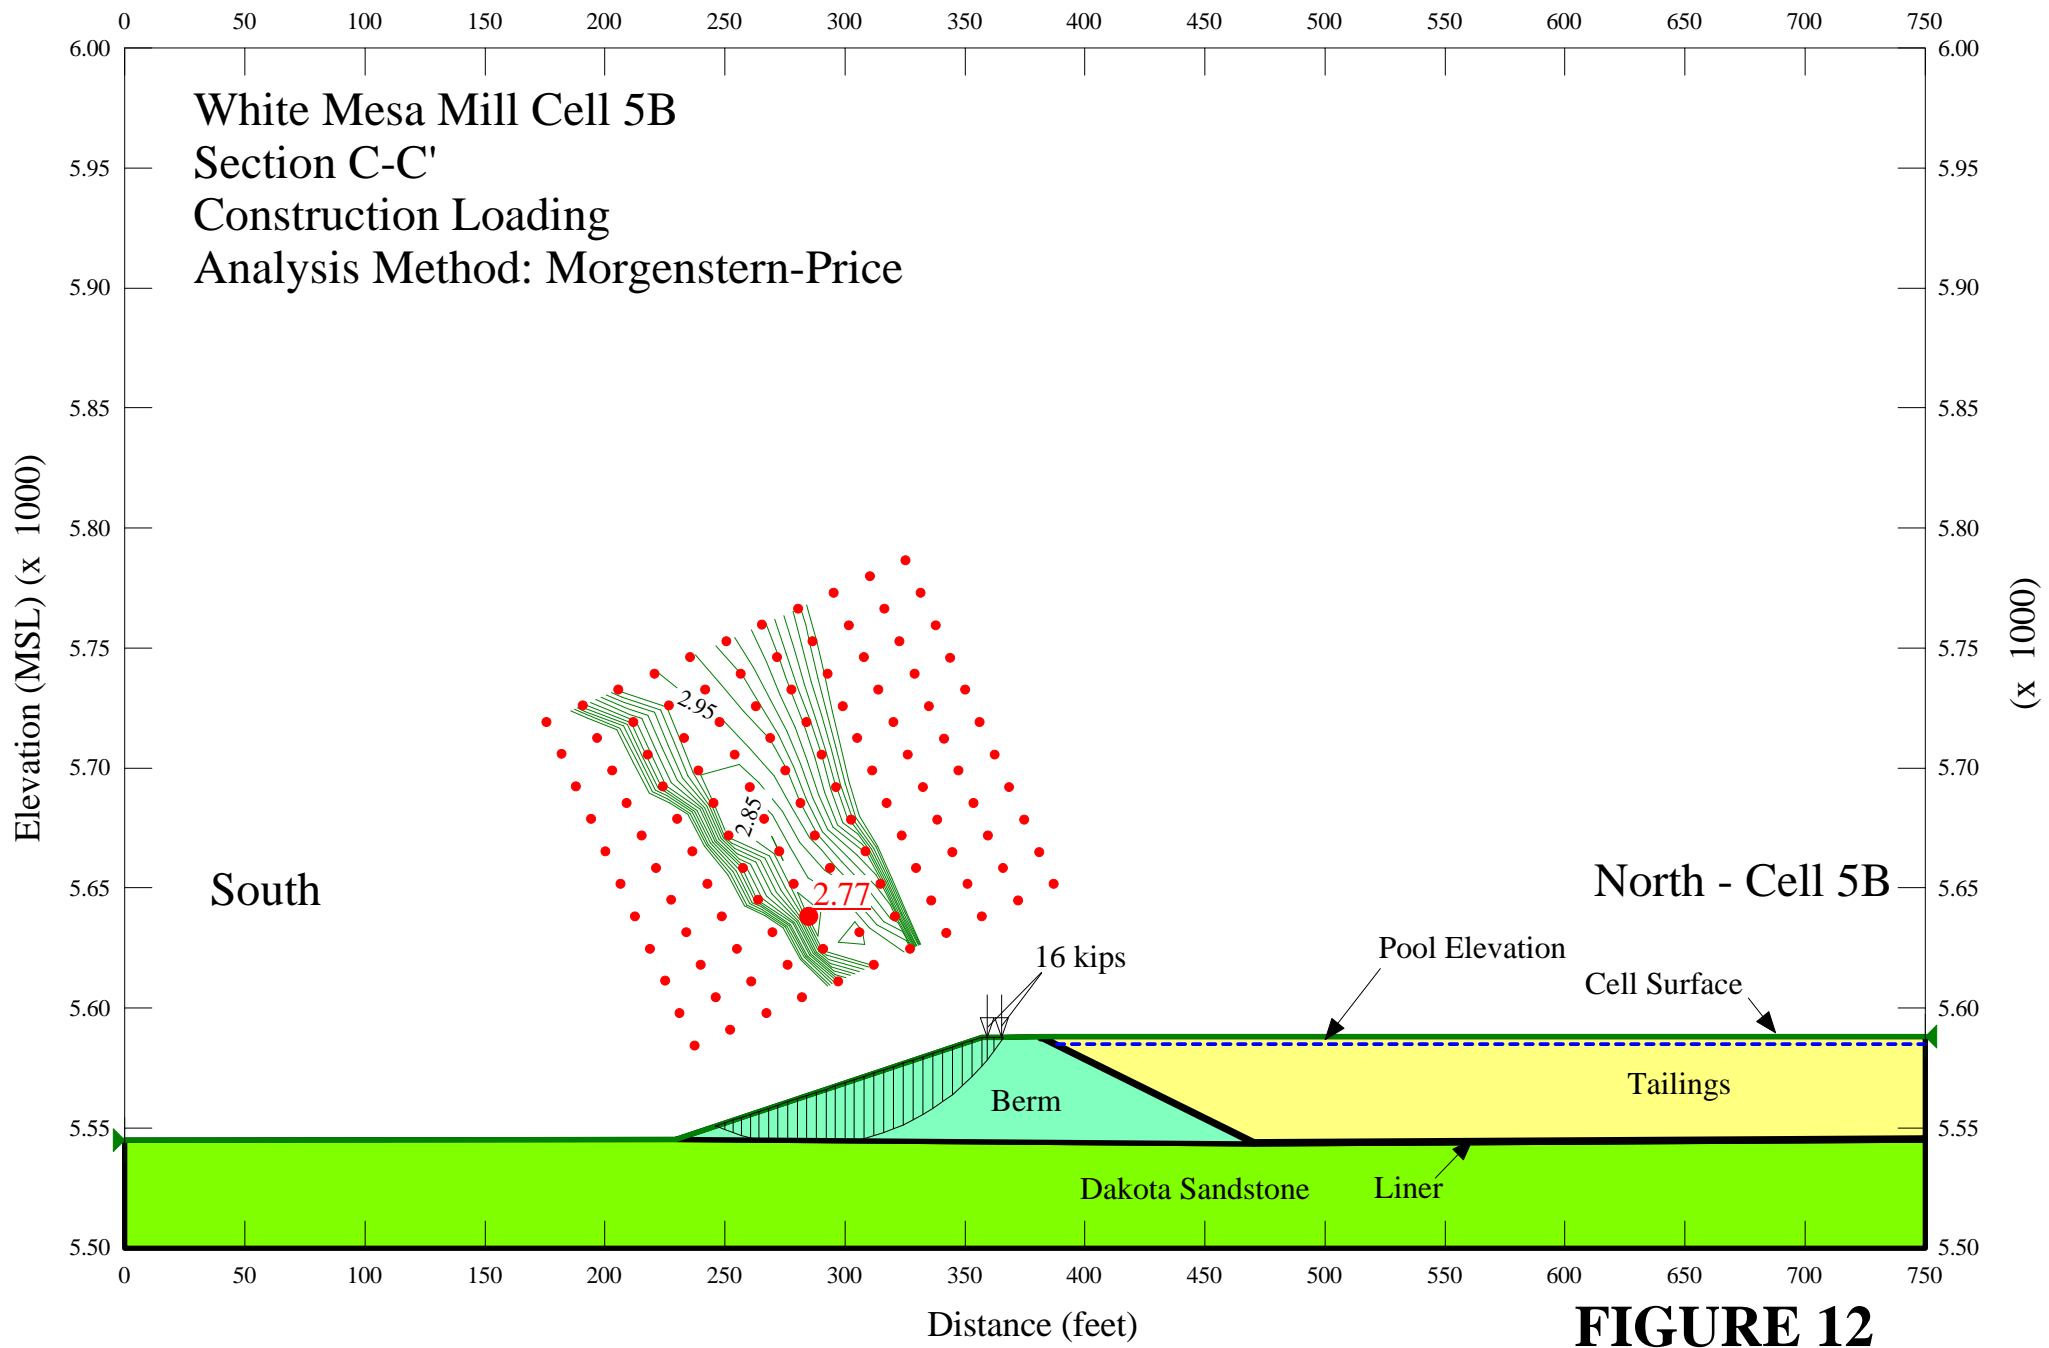 0 50 100 150 200 250 300 350 400 450 500 550 600 650 700 750
6.00 6.00
White Mesa Mill Cell 5B
Section C-C'
Construction Loading
Analysis Method: Morgenstern-Price
5.95 5.95
5.90 5.90
5.85 5.85
5.80 5.80
5.75 5.75
5.70 5.70
5.65 5.65
5.60 5.60
5.55 5.55
5.50 5.50
Elevation (MSL) (x 1000)
(x 1000)
2.95
2.85
2.77
South
North - Cell 5B
16 kips
Pool Elevation
Cell Surface
Tailings
Berm
Dakota Sandstone
Liner
0 50 100 150 200 250 300 350 400 450 500 550 600 650 700 750
Distance (feet)
FIGURE 12